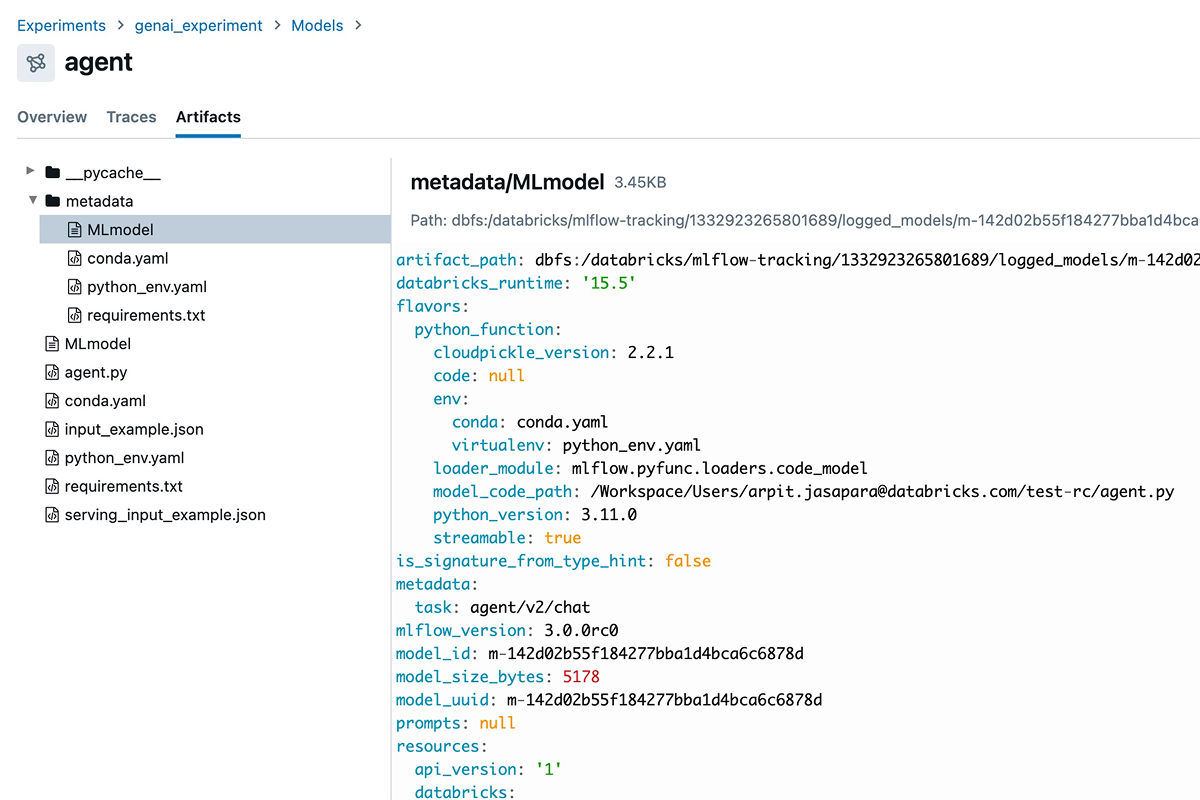 Experiments > genai_experiment > Models >
agent
Overview Traces Artifacts
__pycache__
metadata
MLmodel
conda.yaml
python_env.yaml
requirements.txt
MLmodel
agent.py
conda.yaml
input_example.json
python_env.yaml
requirements.txt
serving_input_example.json
metadata/MLmodel 3.45KB
Path: dbfs:/databricks/mlflow-tracking/1332923265801689/logged_models/m-142d02b55f184277bba1d4bca
artifact_path: dbfs:/databricks/mlflow-tracking/1332923265801689/logged_models/m-142d02
databricks_runtime: '15.5'
flavors:
python_function:
cloudpickle_version: 2.2.1
code: null
env:
conda: conda.yaml
virtualenv: python_env.yaml
loader_module: mlflow.pyfunc.loaders.code_model
model_code_path: /Workspace/Users/arpit.jasapara@databricks.com/test-rc/agent.py
python_version: 3.11.0
streamable: true
is_signature_from_type_hint: false
metadata:
task: agent/v2/chat
mlflow_version: 3.0.0rc0
model_id: m-142d02b55f184277bba1d4bca6c6878d
model_size_bytes: 5178
model_uuid: m-142d02b55f184277bba1d4bca6c6878d
prompts: null
resources:
api_version: '1'
databricks: